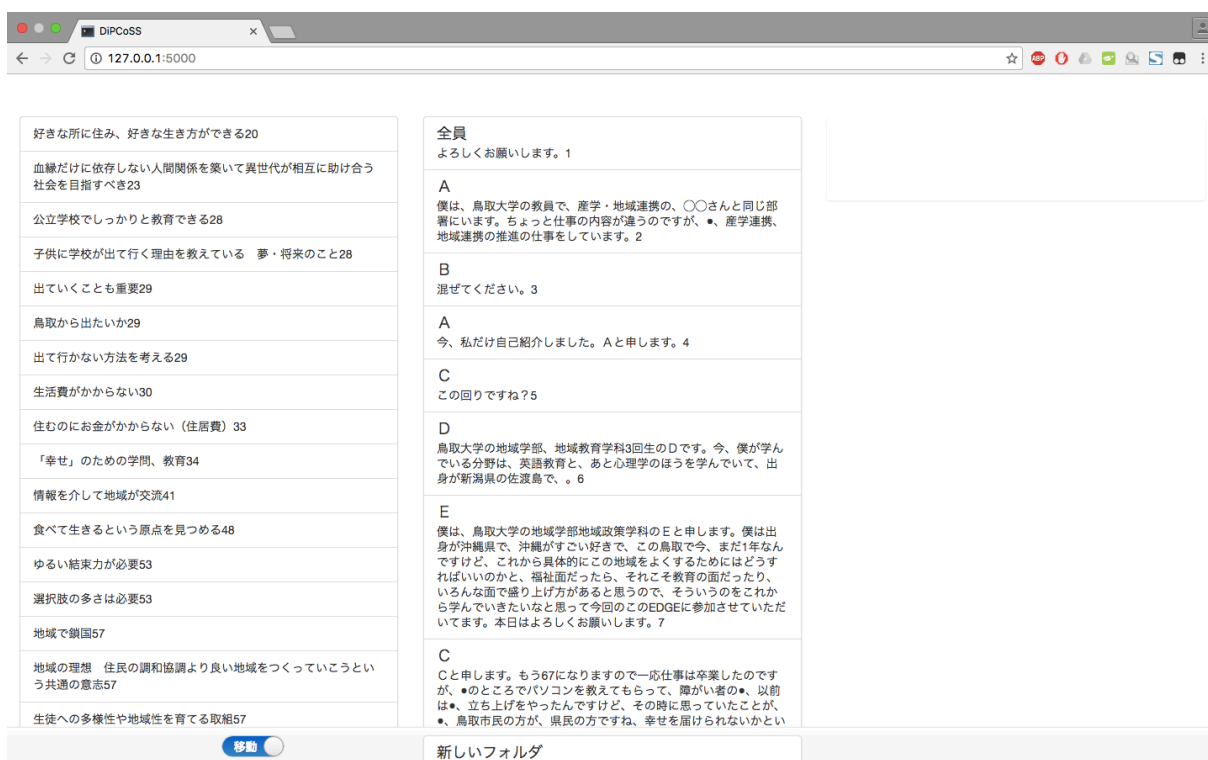 DiPCoSS
127.0.0.1:5000
ABP
好きな所に住み、好きな生き方ができる20
血縁だけに依存しない人間関係を築いて異世代が相互に助け合う
社会を目指すべき23
公立学校でしっかりと教育できる28
子供に学校が出て行く理由を教えている　夢・将来のこと28
出ていくことも重要29
鳥取から出たいか29
出て行かない方法を考える29
生活費がかからない30
住むのにお金がかからない（住居費）33
「幸せ」のための学問、教育34
情報を介して地域が交流41
食べて生きるという原点を見つめる48
ゆるい結束力が必要53
選択肢の多さは必要53
地域で鎖国57
地域の理想　住民の調和協調より良い地域をつくっていこうとい
う共通の意志57
生徒への多様性や地域性を育てる取組57
移動
全員
よろしくお願いします。1
A
僕は、鳥取大学の教員で、産学・地域連携の、○○さんと同じ部
署にいます。ちょっと仕事の内容が違うのですが、●、産学連携、
地域連携の推進の仕事をしています。2
B
混ぜてください。3
A
今、私だけ自己紹介しました。Ａと申します。4
C
この回りですね？5
D
鳥取大学の地域学部、地域教育学科3回生のＤです。今、僕が学ん
でいる分野は、英語教育と、あと心理学のほうを学んでいて、出
身が新潟県の佐渡島で、。6
E
僕は、鳥取大学の地域学部地域政策学科のＥと申します。僕は出
身が沖縄県で、沖縄がすごい好きで、この鳥取で今、まだ1年なん
ですけど、これから具体的にこの地域をよくするためにはどうす
ればいいのかと、福祉面だったら、それこそ教育の面だったり、
いろんな面で盛り上げ方があると思うので、そういうのをこれか
ら学んでいきたいなと思って今回のこのEDGEに参加させていただ
いてます。本日はよろしくお願いします。7
C
Ｃと申します。もう67になりますので一応仕事は卒業したのです
が、●のところでパソコンを教えてもらって、障がい者の●、以前
は●、立ち上げをやったんですけど、その時に思っていたことが、
●、鳥取市民の方が、県民の方ですね、幸せを届けられないかとい
新しいフォルダ